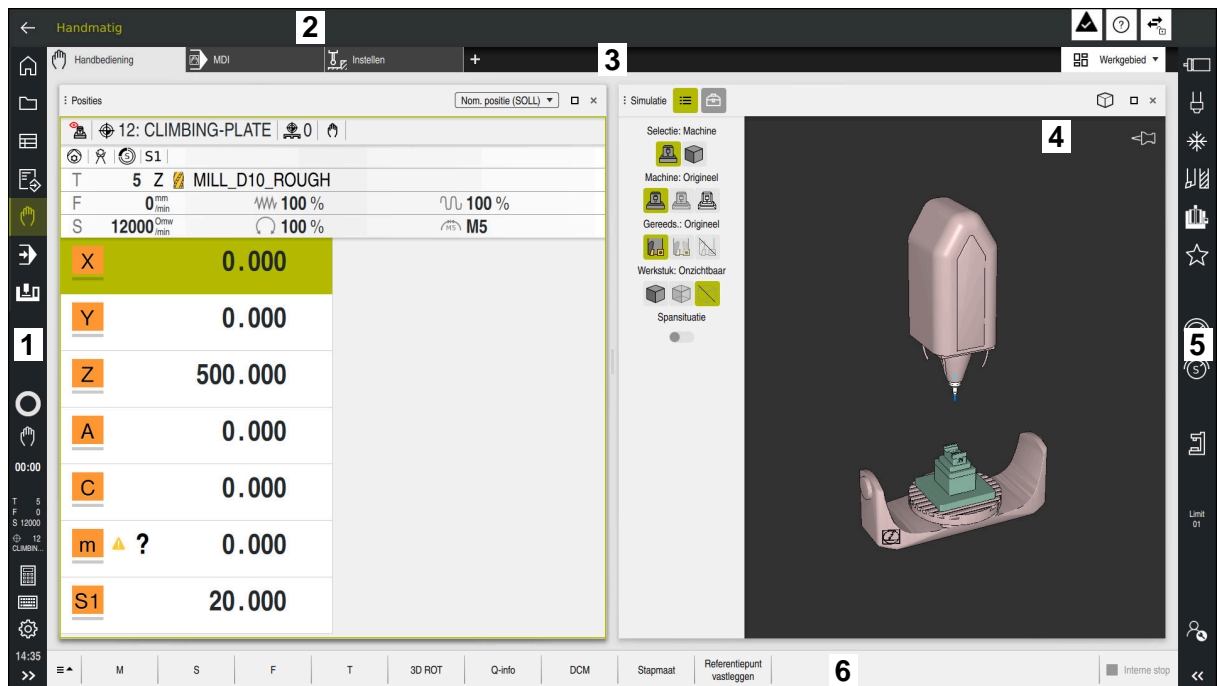 Handmatig
2
Handbediening
MDI
Instellen
+
3
Werkgebied
Posities
Nom. positie (SOLL)
12: CLIMBING-PLATE
0
S1
T 5 Z MILL_D10_ROUGH
F 0 mm/min 100 % 100 %
S 12000 Omw/min 100 % M5 M5
X 0.000
Y 0.000
Z 500.000
A 0.000
C 0.000
m ? 0.000
S1 20.000
Simulatie
4
Selectie: Machine
Machine: Origineel
Gereeds.: Origineel
Werkstuk: Onzichtbaar
Spansituatie
1
00:00
T 5
F 0
S 12000
12
CLIMBIN...
14:35
5
S
Limit
01
M
S
F
T
3D ROT
Q-info
DCM
Stapmaat
Referentiepunt
vastleggen
6
Interne stop